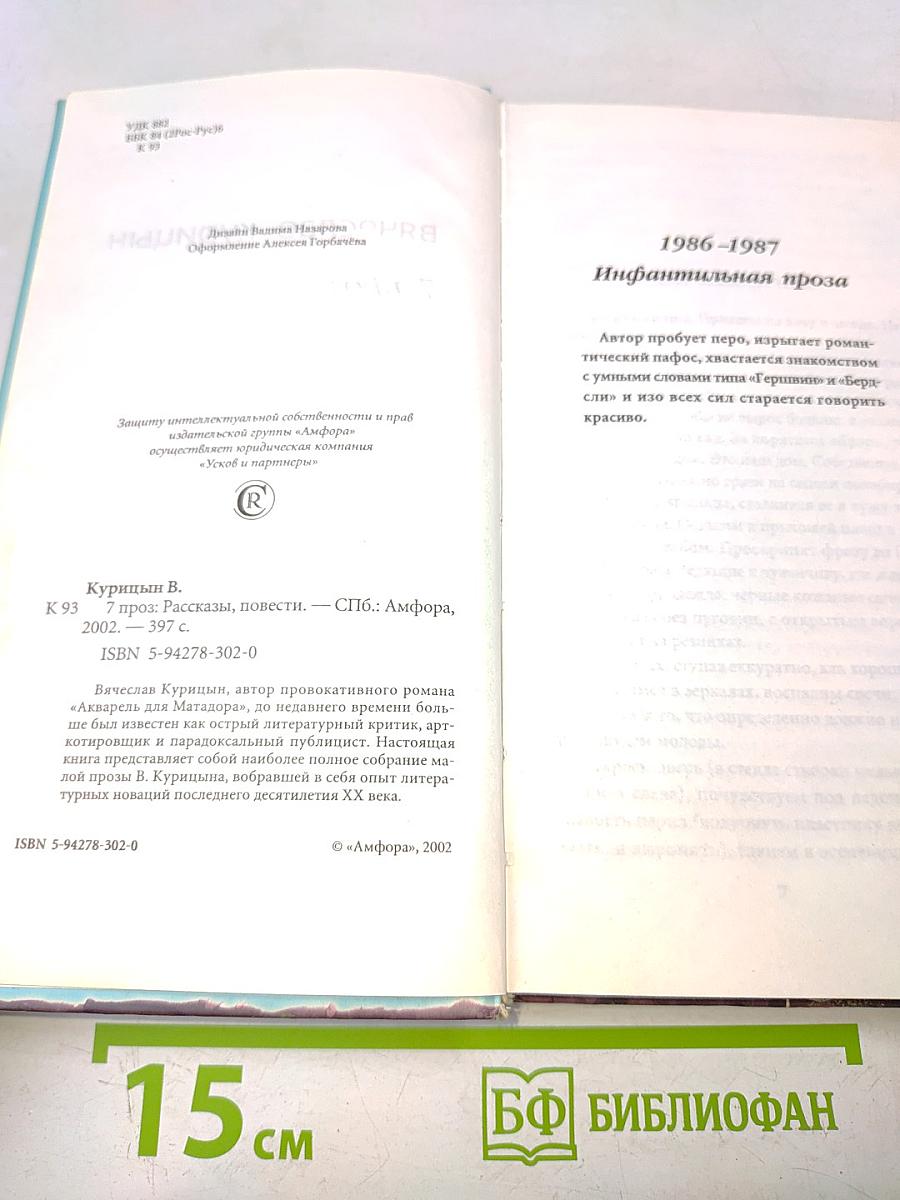 УДК 882
ББК 84 (2Рос-Рус)6
К 93
Дизайн Вадима Назарова
Оформление Алексея Горбачёва
Защиту интеллектуальной собственности и прав
издательской группы «Амфора»
осуществляет юридическая компания
«Усков и партнеры»
Курицын В.
К 93 7 проз: Рассказы, повести. — СПб.: Амфора,
2002. — 397 с.
ISBN 5-94278-302-0
Вячеслав Курицын, автор провокативного романа
«Акварель для Матадора», до недавнего времени боль-
ше был известен как острый литературный критик, арт-
котировщик и парадоксальный публицист. Настоящая
книга представляет собой наиболее полное собрание ма-
лой прозы В. Курицына, вобравшей в себя опыт литера-
турных новаций последнего десятилетия XX века.
ISBN 5-94278-302-0 © «Амфора», 2002
1986–1987
Инфантильная проза
Автор пробует перо, изрыгает роман-
тический пафос, хвастается знакомством
с умными словами типа «Гершвин» и «Берд-
сли» и изо всех сил старается говорить
красиво.
15 см
БФ БИБЛИОФАН